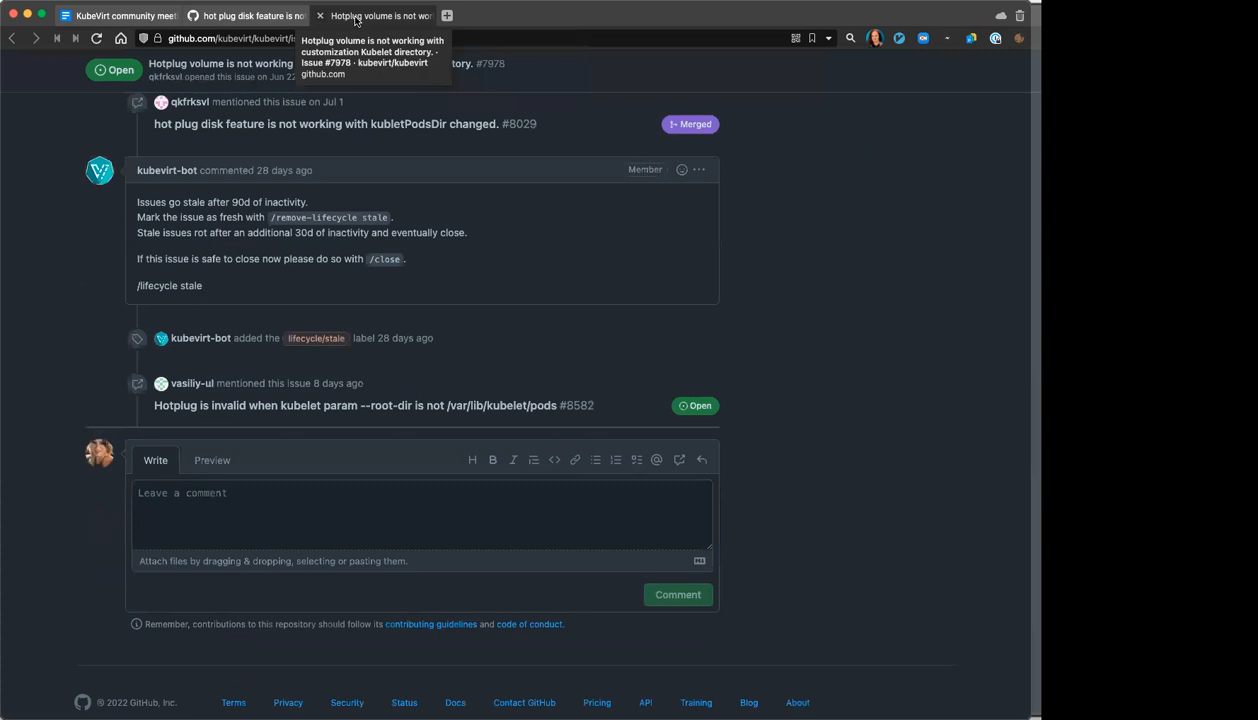 KubeVirt community meeti
hot plug disk feature is no
Hotplug volume is not wor
github.com/kubevirt/kubevirt/i
Hotplug volume is not working with
customization Kubelet directory. ·
Issue #7978 · kubevirt/kubevirt
github.com
Open
Hotplug volume is not working
tory. #7978
qkfrksvl opened this issue on Jun 22
qkfrksvl mentioned this issue on Jul 1
hot plug disk feature is not working with kubletPodsDir changed. #8029
Merged
kubevirt-bot commented 28 days ago
Member
Issues go stale after 90d of inactivity.
Mark the issue as fresh with /remove-lifecycle stale.
Stale issues rot after an additional 30d of inactivity and eventually close.
If this issue is safe to close now please do so with /close.
/lifecycle stale
kubevirt-bot added the lifecycle/stale label 28 days ago
vasiliy-ul mentioned this issue 8 days ago
Hotplug is invalid when kubelet param --root-dir is not /var/lib/kubelet/pods #8582
Open
Write Preview
Leave a comment
Attach files by dragging & dropping, selecting or pasting them.
Comment
Remember, contributions to this repository should follow its contributing guidelines and code of conduct.
© 2022 GitHub, Inc. Terms Privacy Security Status Docs Contact GitHub Pricing API Training Blog About